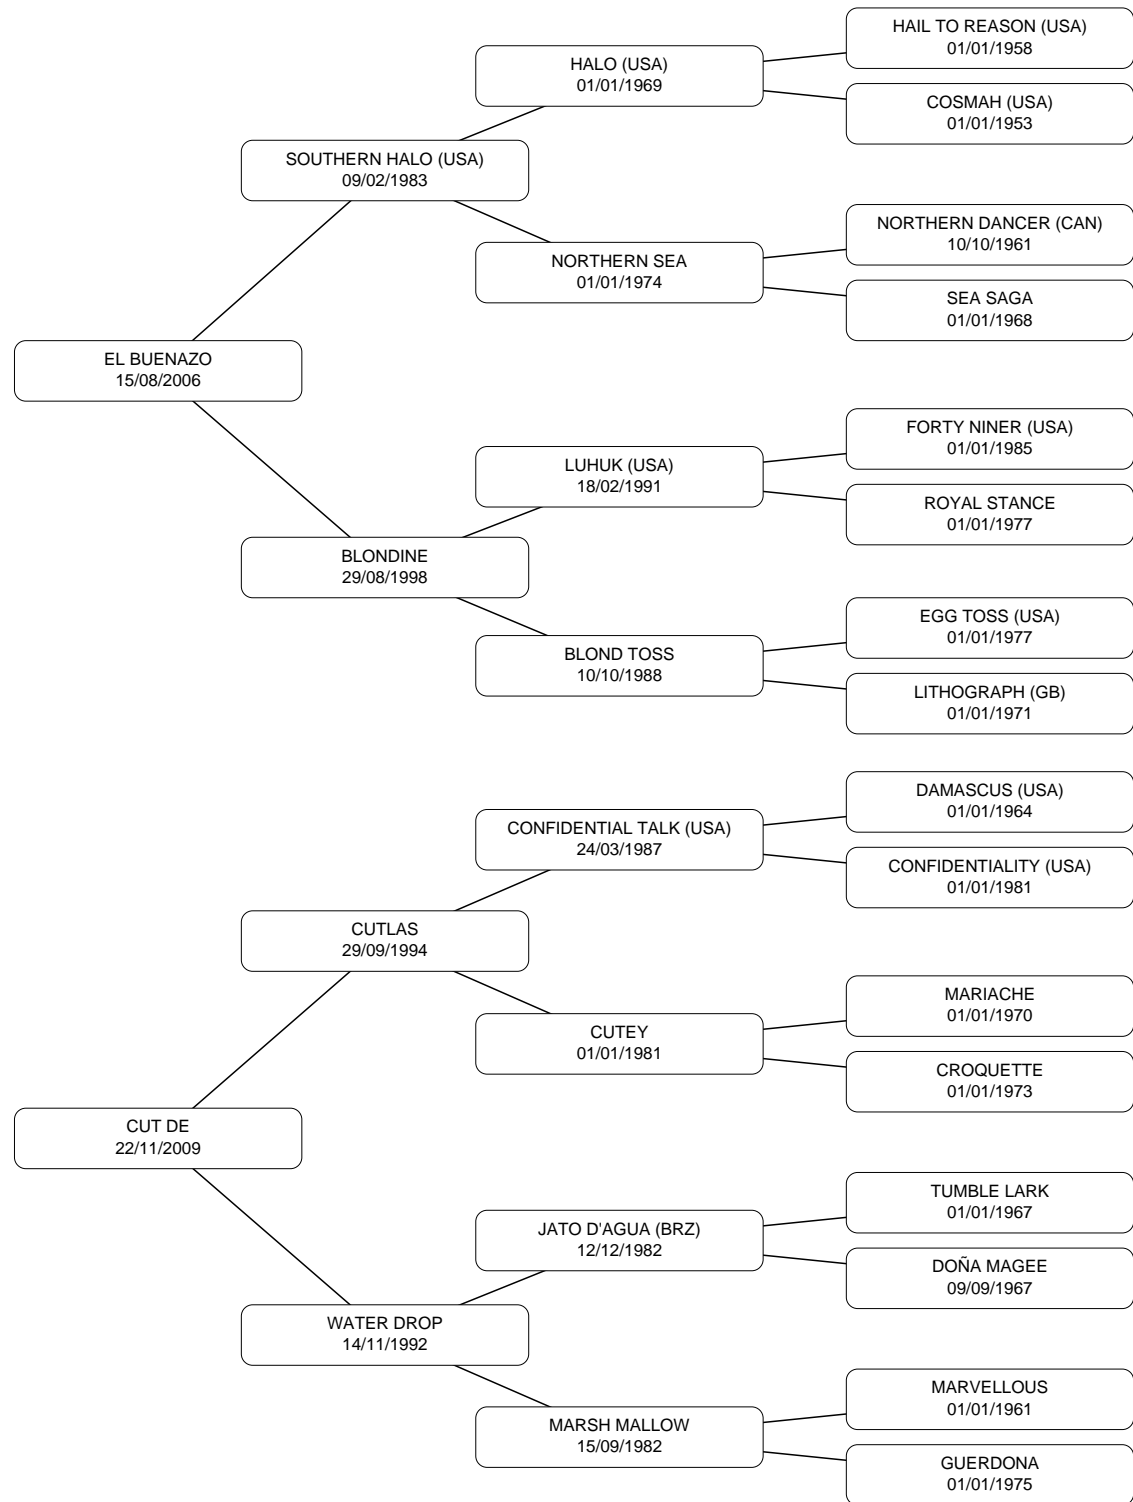 HAIL TO REASON (USA)
01/01/1958
HALO (USA)
01/01/1969
COSMAH (USA)
01/01/1953
SOUTHERN HALO (USA)
09/02/1983
NORTHERN DANCER (CAN)
10/10/1961
NORTHERN SEA
01/01/1974
SEA SAGA
01/01/1968
EL BUENAZO
15/08/2006
FORTY NINER (USA)
01/01/1985
LUHUK (USA)
18/02/1991
ROYAL STANCE
01/01/1977
BLONDINE
29/08/1998
EGG TOSS (USA)
01/01/1977
BLOND TOSS
10/10/1988
LITHOGRAPH (GB)
01/01/1971
DAMASCUS (USA)
01/01/1964
CONFIDENTIAL TALK (USA)
24/03/1987
CONFIDENTIALITY (USA)
01/01/1981
CUTLAS
29/09/1994
MARIACHE
01/01/1970
CUTEY
01/01/1981
CROQUETTE
01/01/1973
CUT DE
22/11/2009
TUMBLE LARK
01/01/1967
JATO D'AGUA (BRZ)
12/12/1982
DOÑA MAGEE
09/09/1967
WATER DROP
14/11/1992
MARVELLOUS
01/01/1961
MARSH MALLOW
15/09/1982
GUERDONA
01/01/1975